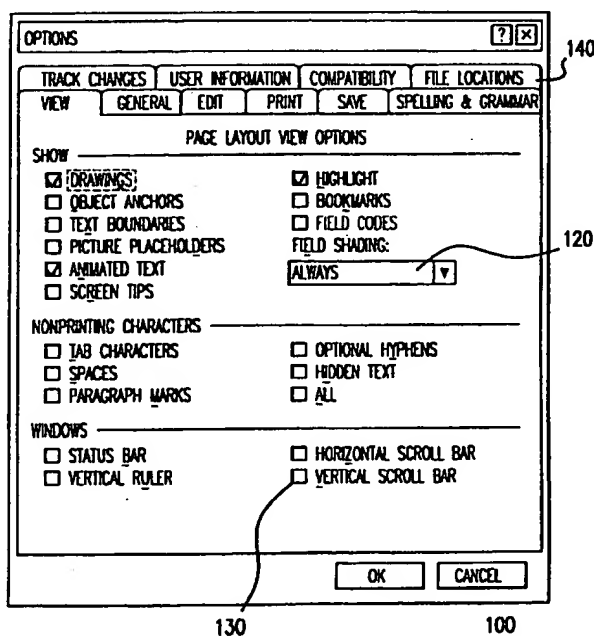 OPTIONS
140
TRACK CHANGES USER INFORMATION COMPATIBILITY FILE LOCATIONS
VIEW GENERAL EDIT PRINT SAVE SPELLING & GRAMMAR
PAGE LAYOUT VIEW OPTIONS
SHOW
DRAWINGS HIGHLIGHT
OBJECT ANCHORS BOOKMARKS
TEXT BOUNDARIES FIELD CODES
PICTURE PLACEHOLDERS FIELD SHADING:
120
ANIMATED TEXT ALWAYS
SCREEN TIPS
NONPRINTING CHARACTERS
TAB CHARACTERS OPTIONAL HYPHENS
SPACES HIDDEN TEXT
PARAGRAPH MARKS ALL
WINDOWS
STATUS BAR HORIZONTAL SCROLL BAR
VERTICAL RULER VERTICAL SCROLL BAR
OK CANCEL
130 100